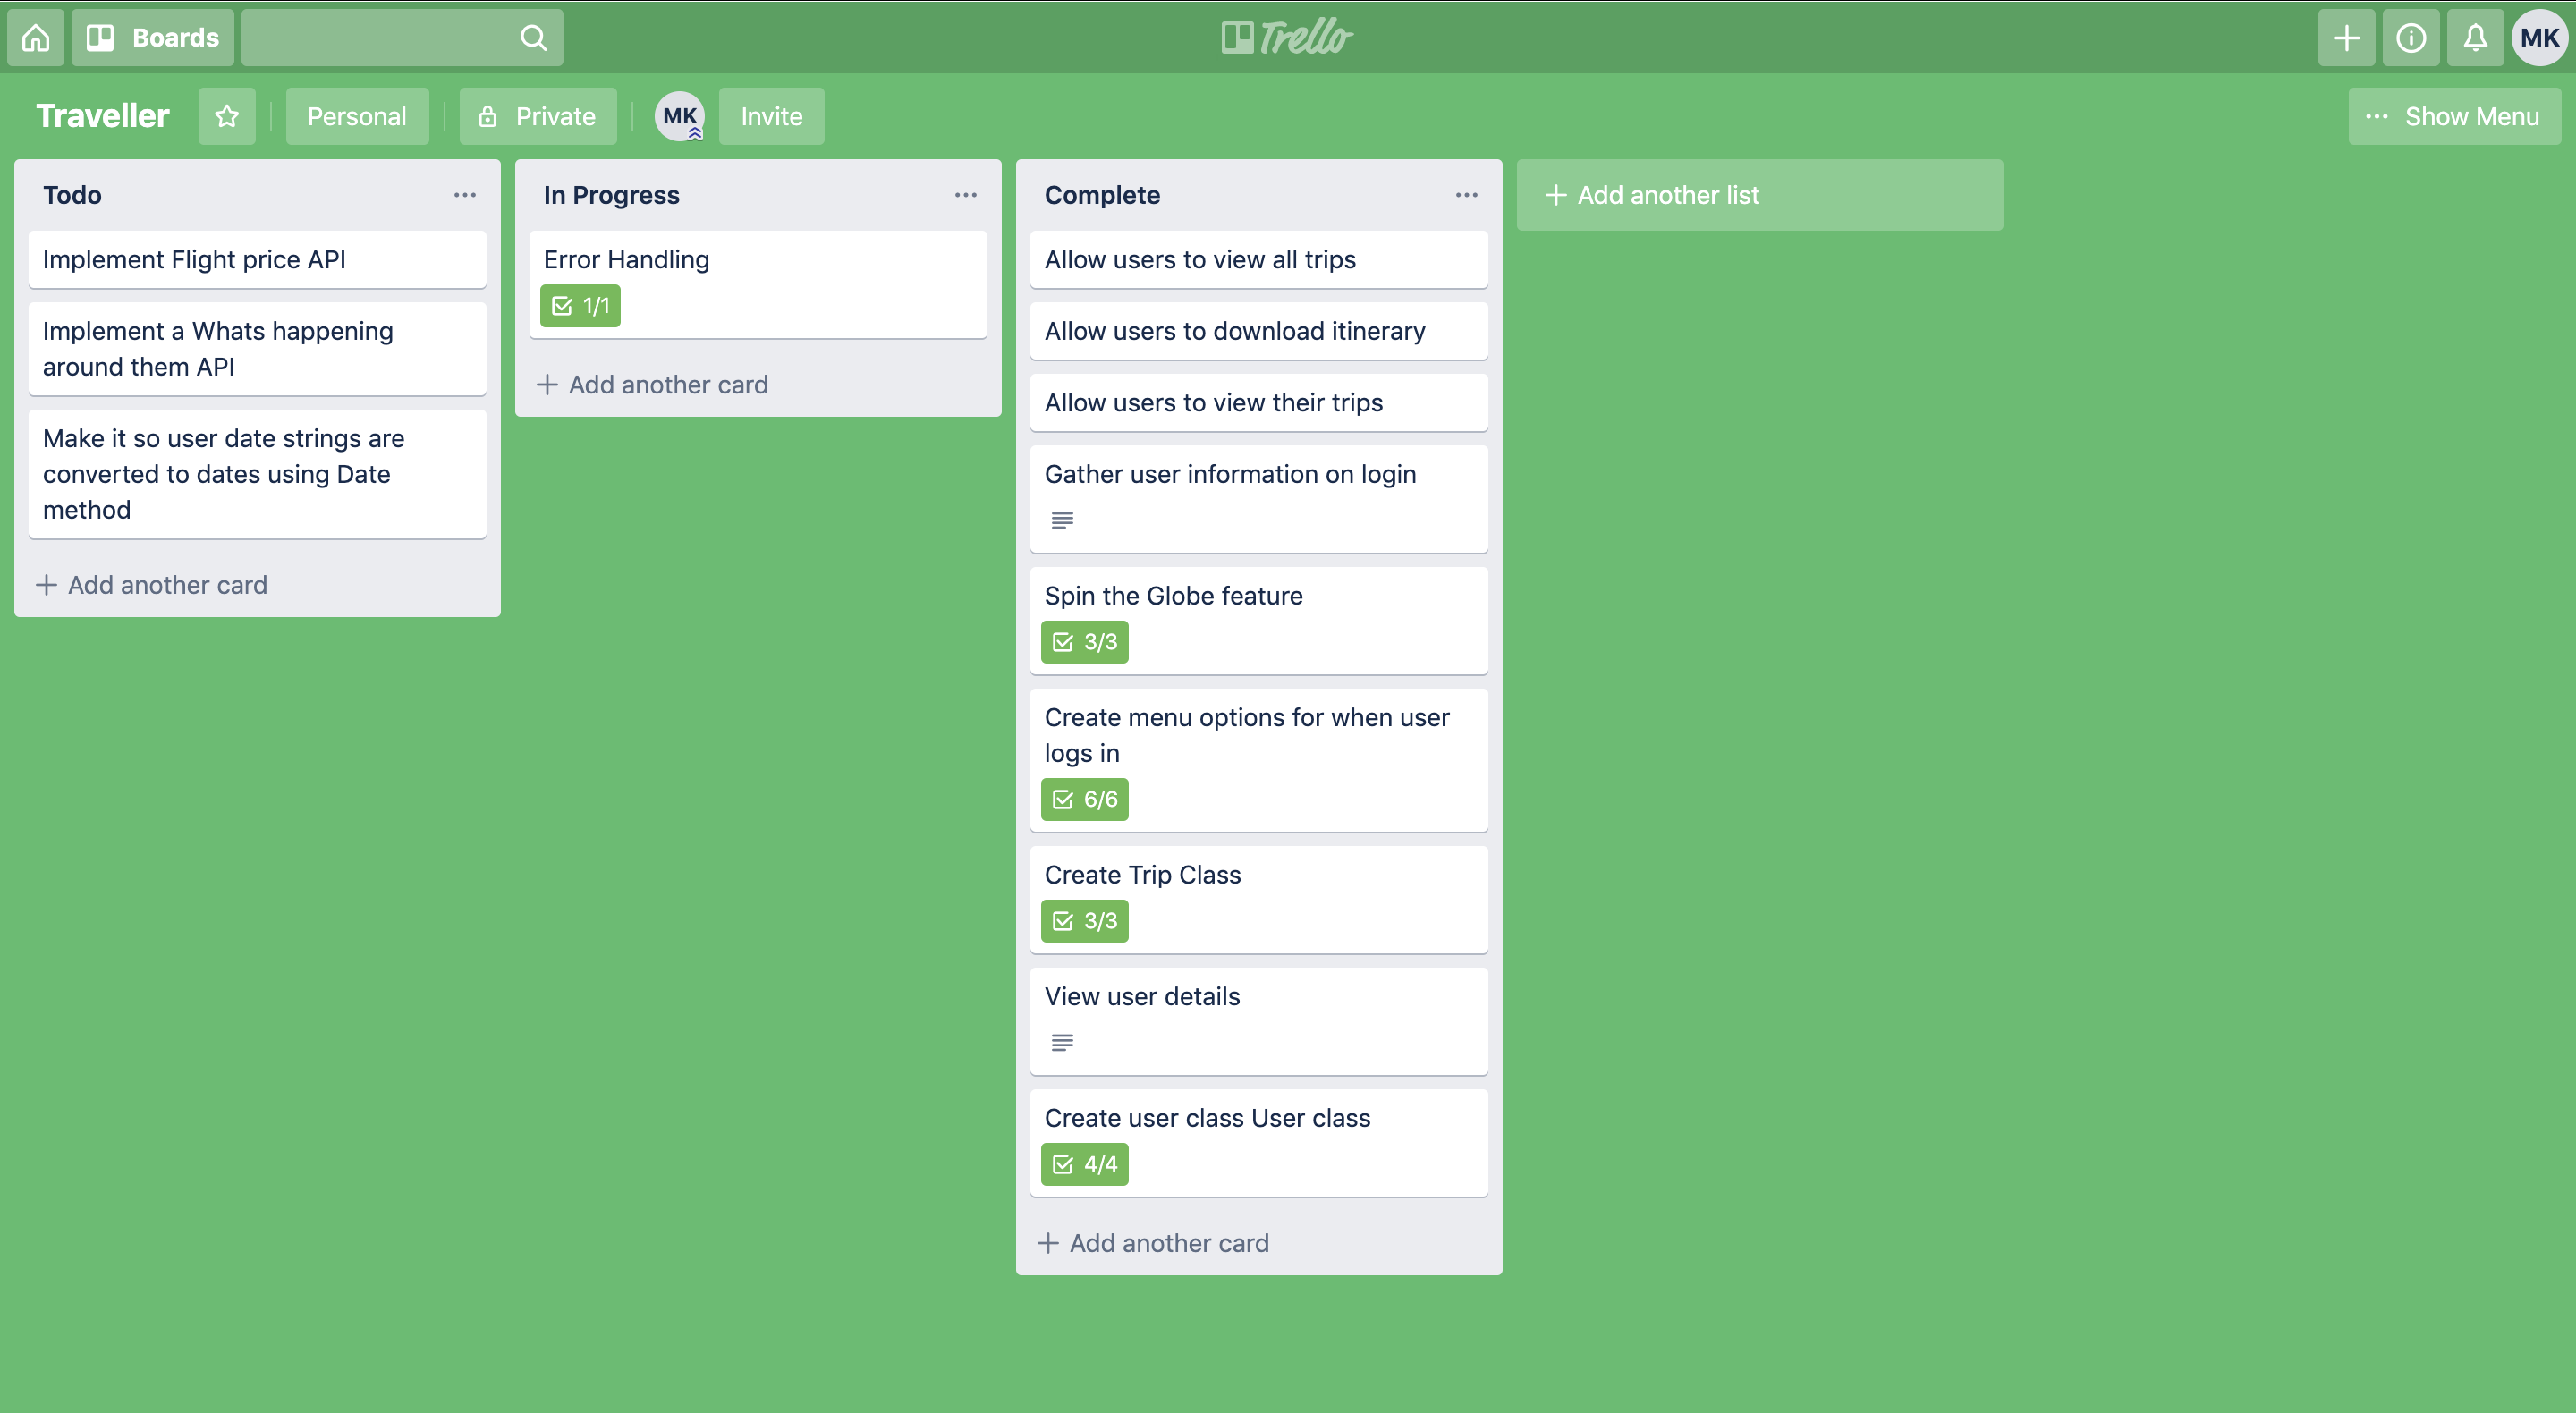 Boards
Trello
MK
Traveller
Personal
Private
MK
Invite
Show Menu
Todo
Implement Flight price API
Implement a Whats happening
around them API
Make it so user date strings are
converted to dates using Date
method
Add another card
In Progress
Error Handling
1/1
Add another card
Complete
Allow users to view all trips
Allow users to download itinerary
Allow users to view their trips
Gather user information on login
Spin the Globe feature
3/3
Create menu options for when user
logs in
6/6
Create Trip Class
3/3
View user details
Create user class User class
4/4
Add another card
Add another list